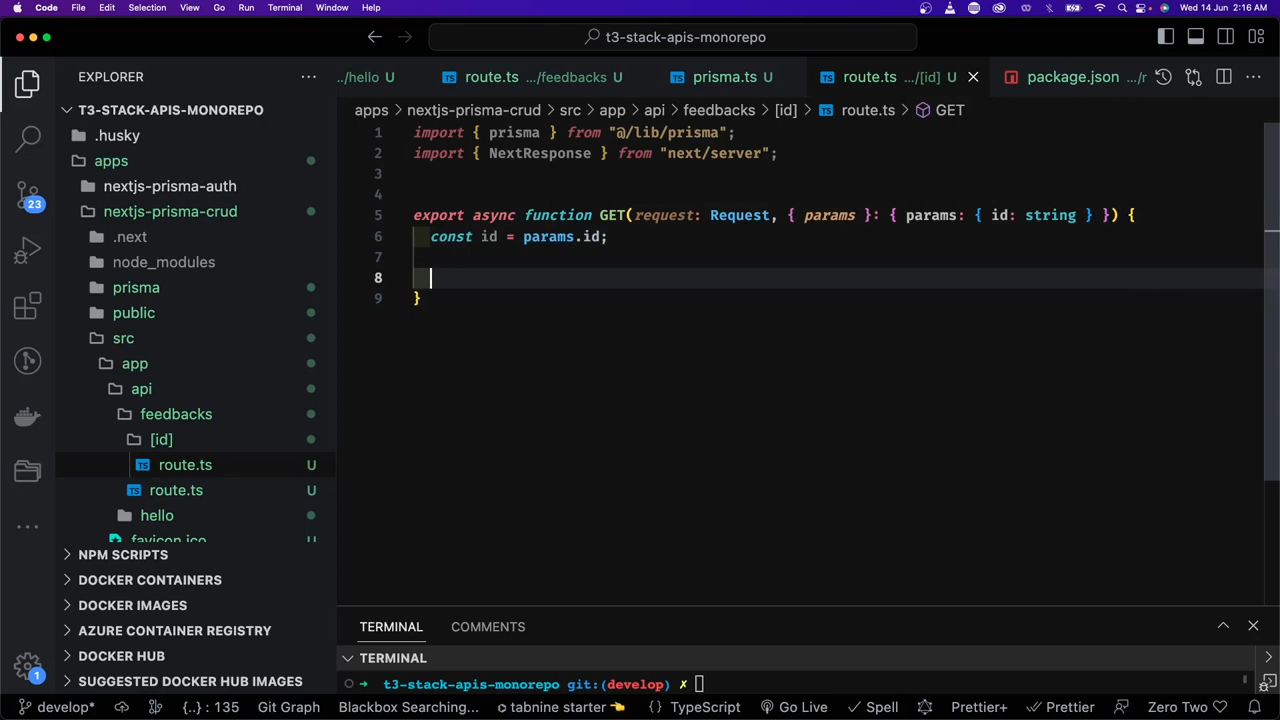 Code File Edit Selection View Go Run Terminal Window Help Wed 14 Jun 2:16 AM
t3-stack-apis-monorepo
EXPLORER
T3-STACK-APIS-MONOREPO
.husky
apps
nextjs-prisma-auth
nextjs-prisma-crud
.next
node_modules
prisma
public
src
app
api
feedbacks
[id]
route.ts U
route.ts U
hello
favicon.ico U
NPM SCRIPTS
DOCKER CONTAINERS
DOCKER IMAGES
AZURE CONTAINER REGISTRY
DOCKER HUB
SUGGESTED DOCKER HUB IMAGES
23
1
.../hello U TS route.ts .../feedbacks U TS prisma.ts U TS route.ts .../[id] U package.json .../r
apps > nextjs-prisma-crud > src > app > api > feedbacks > [id] > TS route.ts > GET
1 import { prisma } from "@/lib/prisma";
2 import { NextResponse } from "next/server";
3
4
5 export async function GET(request: Request, { params }: { params: { id: string } }) {
6 const id = params.id;
7
8
9 }
TERMINAL COMMENTS
TERMINAL
t3-stack-apis-monorepo git:(develop) ✗
develop* {..} : 135 Git Graph Blackbox Searching... tabnine starter 👈 TypeScript Go Live Spell Prettier+ Prettier Zero Two